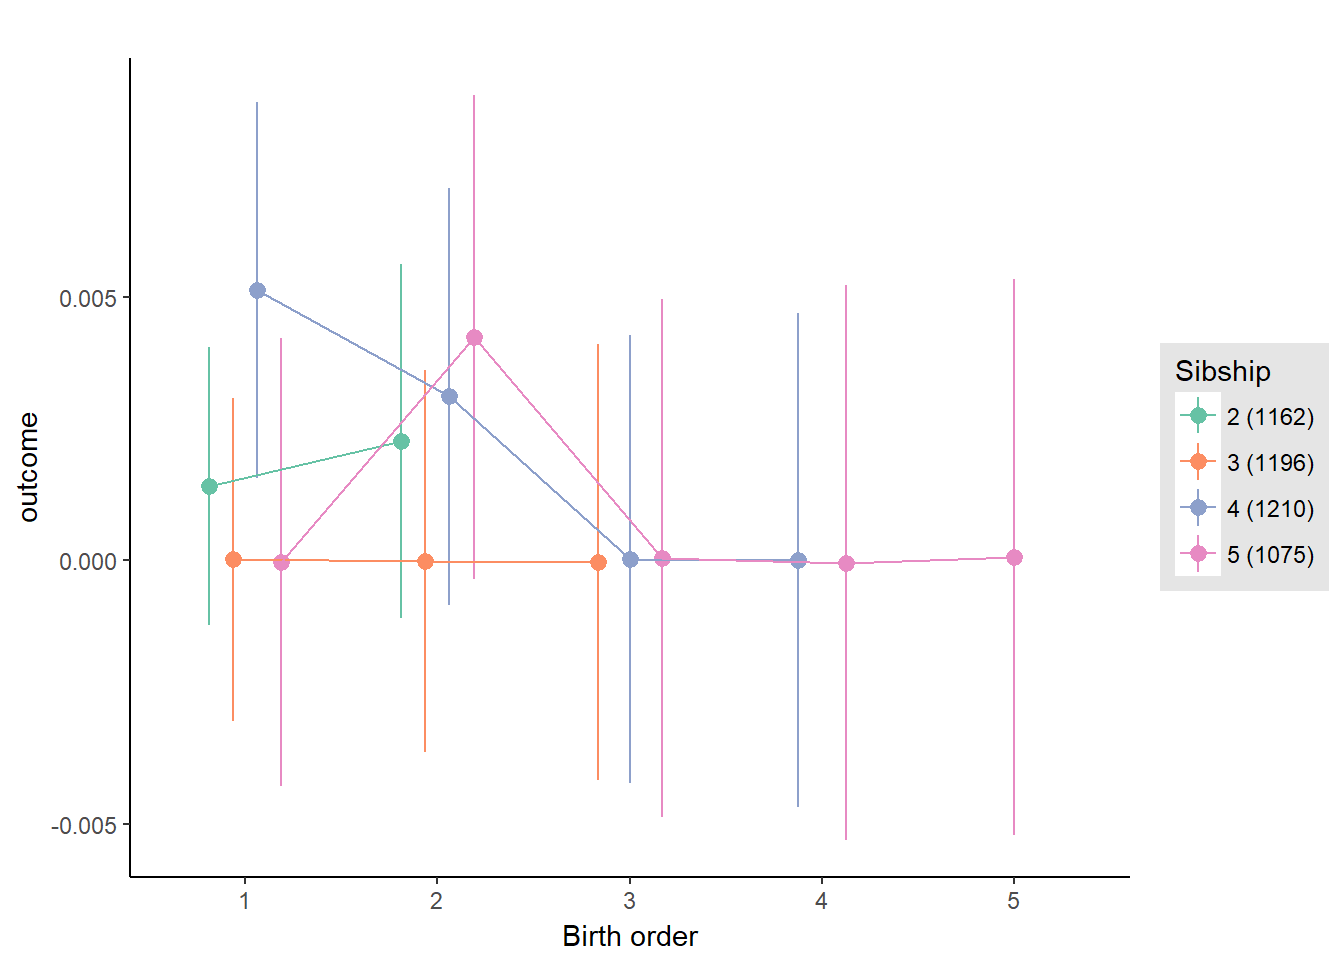 outcome
0.005
0.000
-0.005
1 2 3 4 5
Birth order
Sibship
2 (1162)
3 (1196)
4 (1210)
5 (1075)